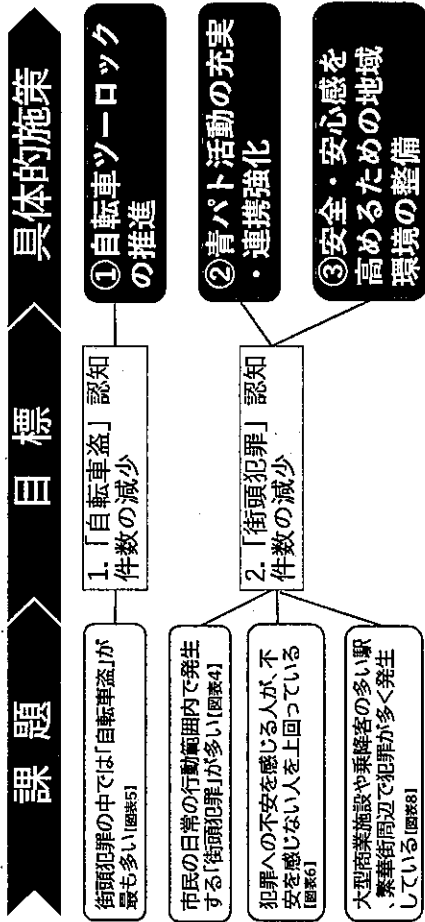 課題
目標
具体的施策
街頭犯罪の中では「自転車盗」が
最も多い[図表5]
市民の日常の行動範囲内で発生
する「街頭犯罪」が多い[図表4]
犯罪への不安を感じる人が、不
安を感じない人を上回っている
[図表6]
大型商業施設や乗降客の多い駅
、繁華街周辺で犯罪が多く発生
している[図表8]
1.「自転車盗」認知
件数の減少
2.「街頭犯罪」認知
件数の減少
①自転車ツーロック
の推進
②青パト活動の充実
・連携強化
③安全・安心感を
高めるための地域
環境の整備